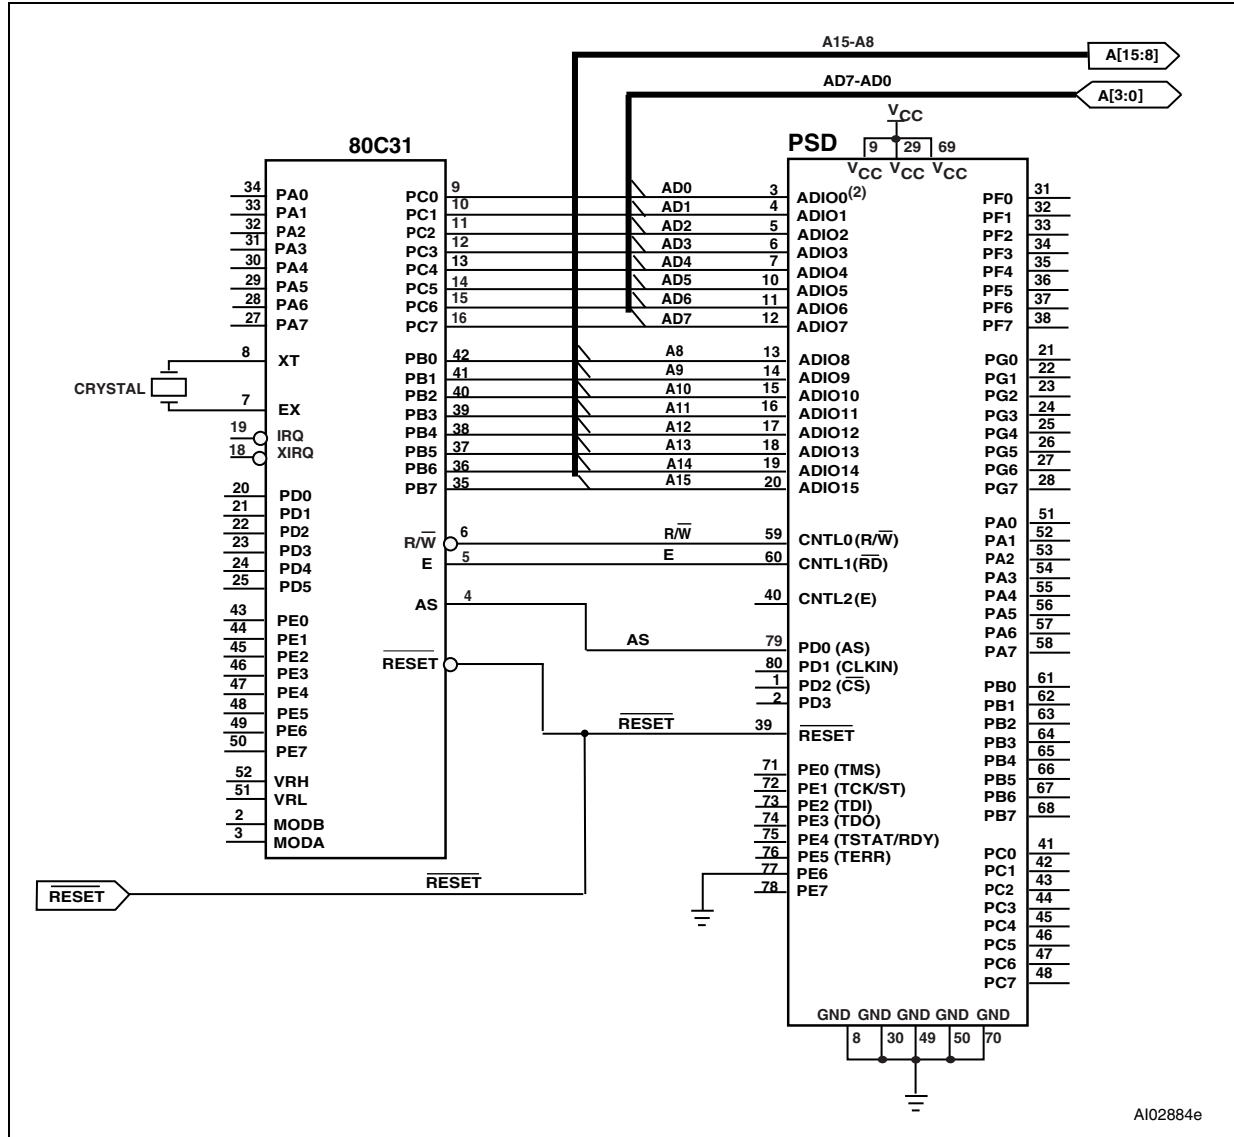 A15-A8
A[15:8]
AD7-AD0
A[3:0]
VCC
80C31
PSD
9 29 69
VCC VCC VCC
34 PA0
33 PA1
32 PA2
31 PA3
30 PA4
29 PA5
28 PA6
27 PA7
8 XT
CRYSTAL
7 EX
19 IRQ
18 XIRQ
20 PD0
21 PD1
22 PD2
23 PD3
24 PD4
25 PD5
43 PE0
44 PE1
45 PE2
46 PE3
47 PE4
48 PE5
49 PE6
50 PE7
52 VRH
51 VRL
2 MODB
3 MODA
PC0 9 AD0 3 ADIO0(2)
PC1 10 AD1 4 ADIO1
PC2 11 AD2 5 ADIO2
PC3 12 AD3 6 ADIO3
PC4 13 AD4 7 ADIO4
PC5 14 AD5 10 ADIO5
PC6 15 AD6 11 ADIO6
PC7 16 AD7 12 ADIO7
PB0 42 A8 13 ADIO8
PB1 41 A9 14 ADIO9
PB2 40 A10 15 ADIO10
PB3 39 A11 16 ADIO11
PB4 38 A12 17 ADIO12
PB5 37 A13 18 ADIO13
PB6 36 A14 19 ADIO14
PB7 35 A15 20 ADIO15
R/W̅ 6 R/W̅ 59 CNTL0 (R/W̅)
E 5 E 60 CNTL1(R̅D̅)
40 CNTL2 (E)
AS 4 AS 79 PD0 (AS)
80 PD1 (CLKIN)
1 PD2 (C̅S̅)
2 PD3
R̅E̅S̅E̅T̅ R̅E̅S̅E̅T̅ 39 R̅E̅S̅E̅T̅
71 PE0 (TMS)
72 PE1 (TCK/ST)
73 PE2 (TDI)
74 PE3 (TDO)
75 PE4 (TSTAT/RDY)
76 PE5 (TERR)
77 PE6
78 PE7
R̅E̅S̅E̅T̅ R̅E̅S̅E̅T̅
PF0 31
PF1 32
PF2 33
PF3 34
PF4 35
PF5 36
PF6 37
PF7 38
PG0 21
PG1 22
PG2 23
PG3 24
PG4 25
PG5 26
PG6 27
PG7 28
PA0 51
PA1 52
PA2 53
PA3 54
PA4 55
PA5 56
PA6 57
PA7 58
PB0 61
PB1 62
PB2 63
PB3 64
PB4 65
PB5 66
PB6 67
PB7 68
PC0 41
PC1 42
PC2 43
PC3 44
PC4 45
PC5 46
PC6 47
PC7 48
GND GND GND GND GND
8 30 49 50 70
AI02884e